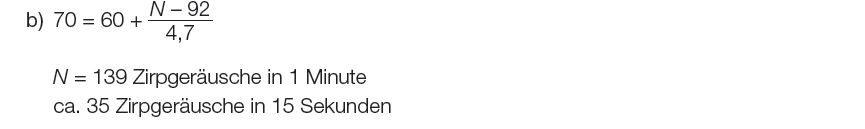 b) 70 = 60 + (N – 92) / 4,7
N = 139 Zirpgeräusche in 1 Minute
ca. 35 Zirpgeräusche in 15 Sekunden